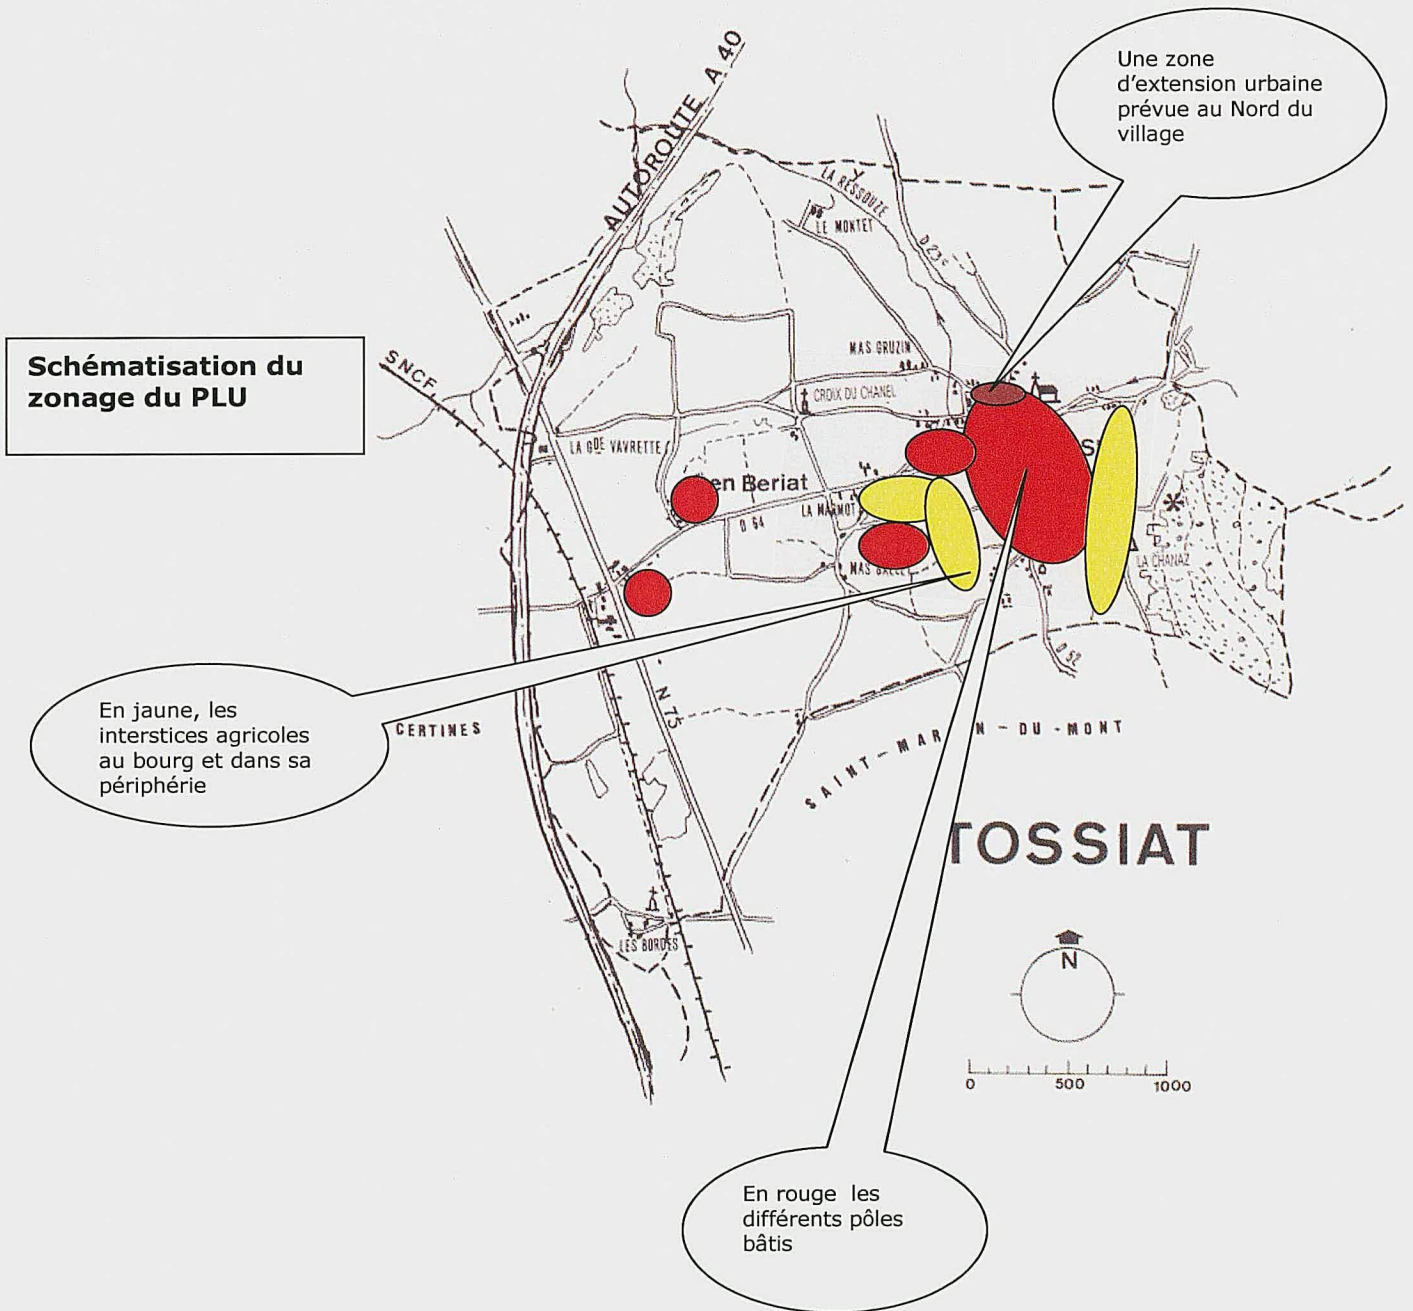 Une zone
d'extension urbaine
prévue au Nord du
village
AUTOROUTE A 40
LA RESSOUZE
LE MONTET
D 23c
Schématisation du
zonage du PLU
SNCF
MAS GRUZIN
CROIX DU CHANEL
LA GDE VAVRETTE
en Beriat
LA MARMOT
D 64
LA CHANAZ
D 52
En jaune, les
interstices agricoles
au bourg et dans sa
périphérie
CERTINES
N 75
N - DU - MONT
SAINT - MAR
TOSSIAT
LES BORDES
N
0 500 1000
En rouge les
différents pôles
bâtis